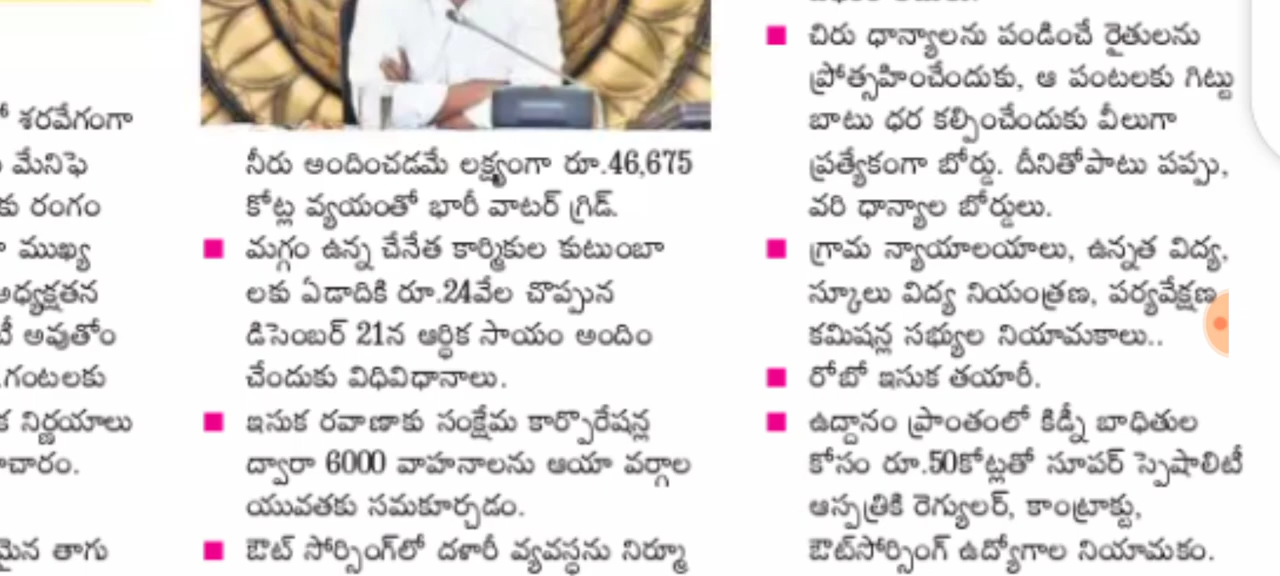 శరవేగంగా
మేనిఫె
కు రంగం
ముఖ్య
అధ్యక్షతన
టీ అవుతోం
గంటలకు
క నిర్ణయాలు
చారం.
మైన తాగు
నీరు అందించడమే లక్ష్యంగా రూ.46,675
కోట్ల వ్యయంతో భారీ వాటర్ గ్రిడ్.
మగ్గం ఉన్న చేనేత కార్మికుల కుటుంబా
లకు ఏడాదికి రూ.24వేల చొప్పున
డిసెంబర్ 21న ఆర్థిక సాయం అందిం
చేందుకు విధివిధానాలు.
ఇసుక రవాణాకు సంక్షేమ కార్పొరేషన్ల
ద్వారా 6000 వాహనాలను ఆయా వర్గాల
యువతకు సమకూర్చడం.
ఔట్ సోర్సింగ్‌లో దళారీ వ్యవస్థను నిర్మూ
చిరు ధాన్యాలను పండించే రైతులను
ప్రోత్సహించేందుకు, ఆ పంటలకు గిట్టు
బాటు ధర కల్పించేందుకు వీలుగా
ప్రత్యేకంగా బోర్డు. దీనితోపాటు పప్పు,
వరి ధాన్యాల బోర్డులు.
గ్రామ న్యాయాలయాలు, ఉన్నత విద్య,
స్కూలు విద్య నియంత్రణ, పర్యవేక్షణ
కమిషన్ల సభ్యుల నియామకాలు..
రోబో ఇసుక తయారీ.
ఉద్దానం ప్రాంతంలో కిడ్నీ బాధితుల
కోసం రూ.50కోట్లతో సూపర్ స్పెషాలిటీ
ఆస్పత్రికి రెగ్యులర్, కాంట్రాక్టు,
ఔట్‌సోర్సింగ్ ఉద్యోగాల నియామకం.